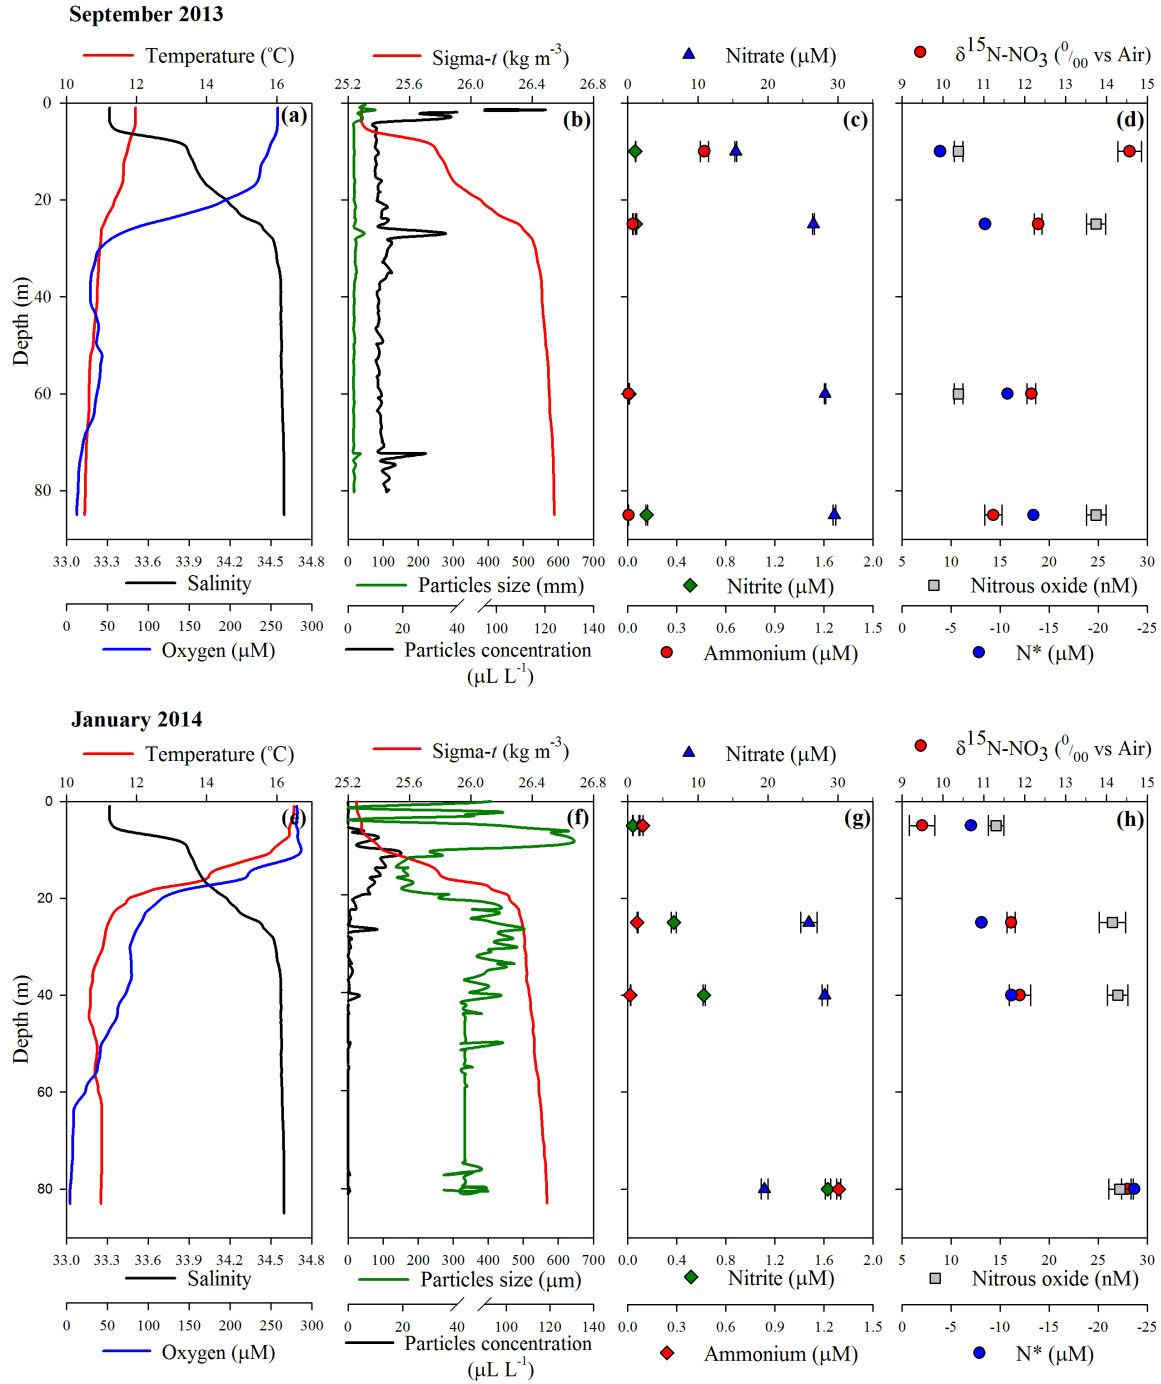 September 2013
Temperature (°C)
Sigma-t (kg m-3)
Nitrate (µM)
δ15N-NO3 (0/00 vs Air)
10 12 14 16
25.2 25.6 26.0 26.4 26.8
0 10 20 30
9 10 11 12 13 14 15
(a) (b) (c) (d)
0
20
40
60
80
Depth (m)
33.0 33.3 33.6 33.9 34.2 34.5 34.8
0 100 200 300 400 500 600 700
0.0 0.4 0.8 1.2 1.6 2.0
5 10 15 20 25 30
Salinity
Particles size (mm)
Nitrite (µM)
Nitrous oxide (nM)
0 50 100 150 200 250 300
0 20 40 100 120 140
0.0 0.3 0.6 0.9 1.2 1.5
0 -5 -10 -15 -20 -25
Oxygen (µM)
Particles concentration
(µL L-1)
Ammonium (µM)
N* (µM)
January 2014
Temperature (°C)
Sigma-t (kg m-3)
Nitrate (µM)
δ15N-NO3 (0/00 vs Air)
10 12 14 16
25.2 25.6 26.0 26.4 26.8
0 10 20 30
9 10 11 12 13 14 15
(e) (f) (g) (h)
0
20
40
60
80
Depth (m)
33.0 33.3 33.6 33.9 34.2 34.5 34.8
0 100 200 300 400 500 600 700
0.0 0.4 0.8 1.2 1.6 2.0
5 10 15 20 25 30
Salinity
Particles size (µm)
Nitrite (µM)
Nitrous oxide (nM)
0 50 100 150 200 250 300
0 20 40 100 120 140
0.0 0.3 0.6 0.9 1.2 1.5
0 -5 -10 -15 -20 -25
Oxygen (µM)
Particles concentration
(µL L-1)
Ammonium (µM)
N* (µM)